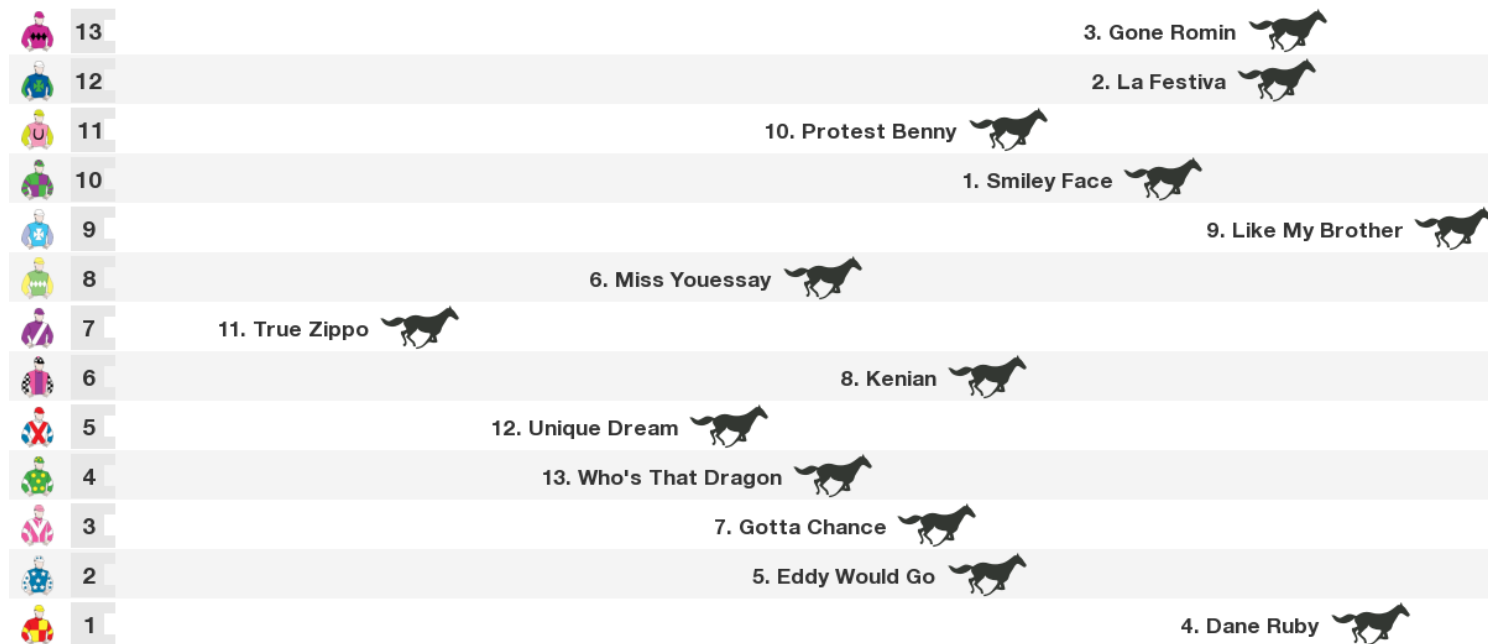 13 3. Gone Romin
12 2. La Festiva
11 10. Protest Benny
10 1. Smiley Face
9 9. Like My Brother
8 6. Miss Youessay
7 11. True Zippo
6 8. Kenian
5 12. Unique Dream
4 13. Who's That Dragon
3 7. Gotta Chance
2 5. Eddy Would Go
1 4. Dane Ruby